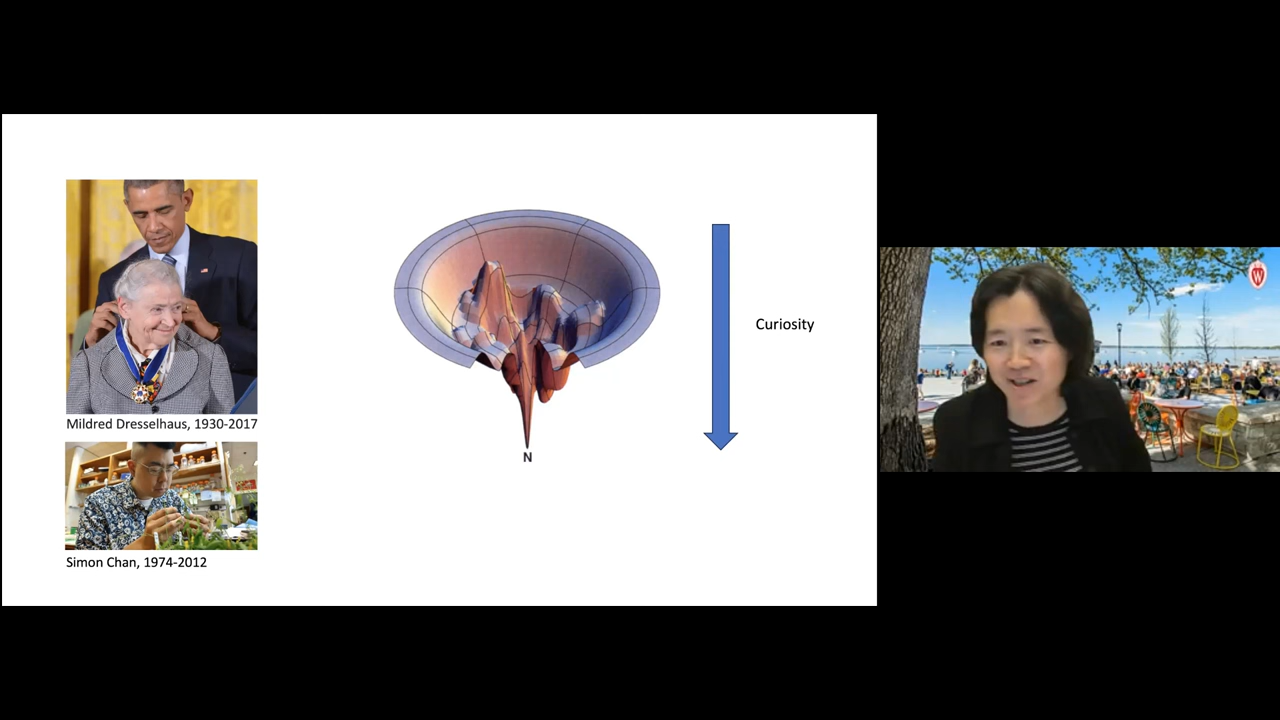 Mildred Dresselhaus, 1930-2017
Simon Chan, 1974-2012
N
Curiosity
W